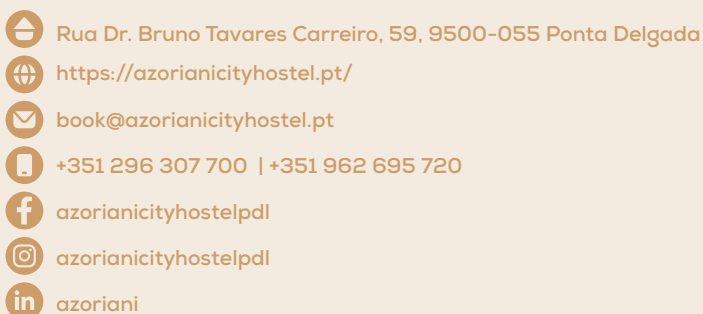 Rua Dr. Bruno Tavares Carreiro, 59, 9500-055 Ponta Delgada
https://azorianicityhostel.pt/
book@azorianicityhostel.pt
+351 296 307 700 | +351 962 695 720
azorianicityhostelpdl
azorianicityhostelpdl
azoriani